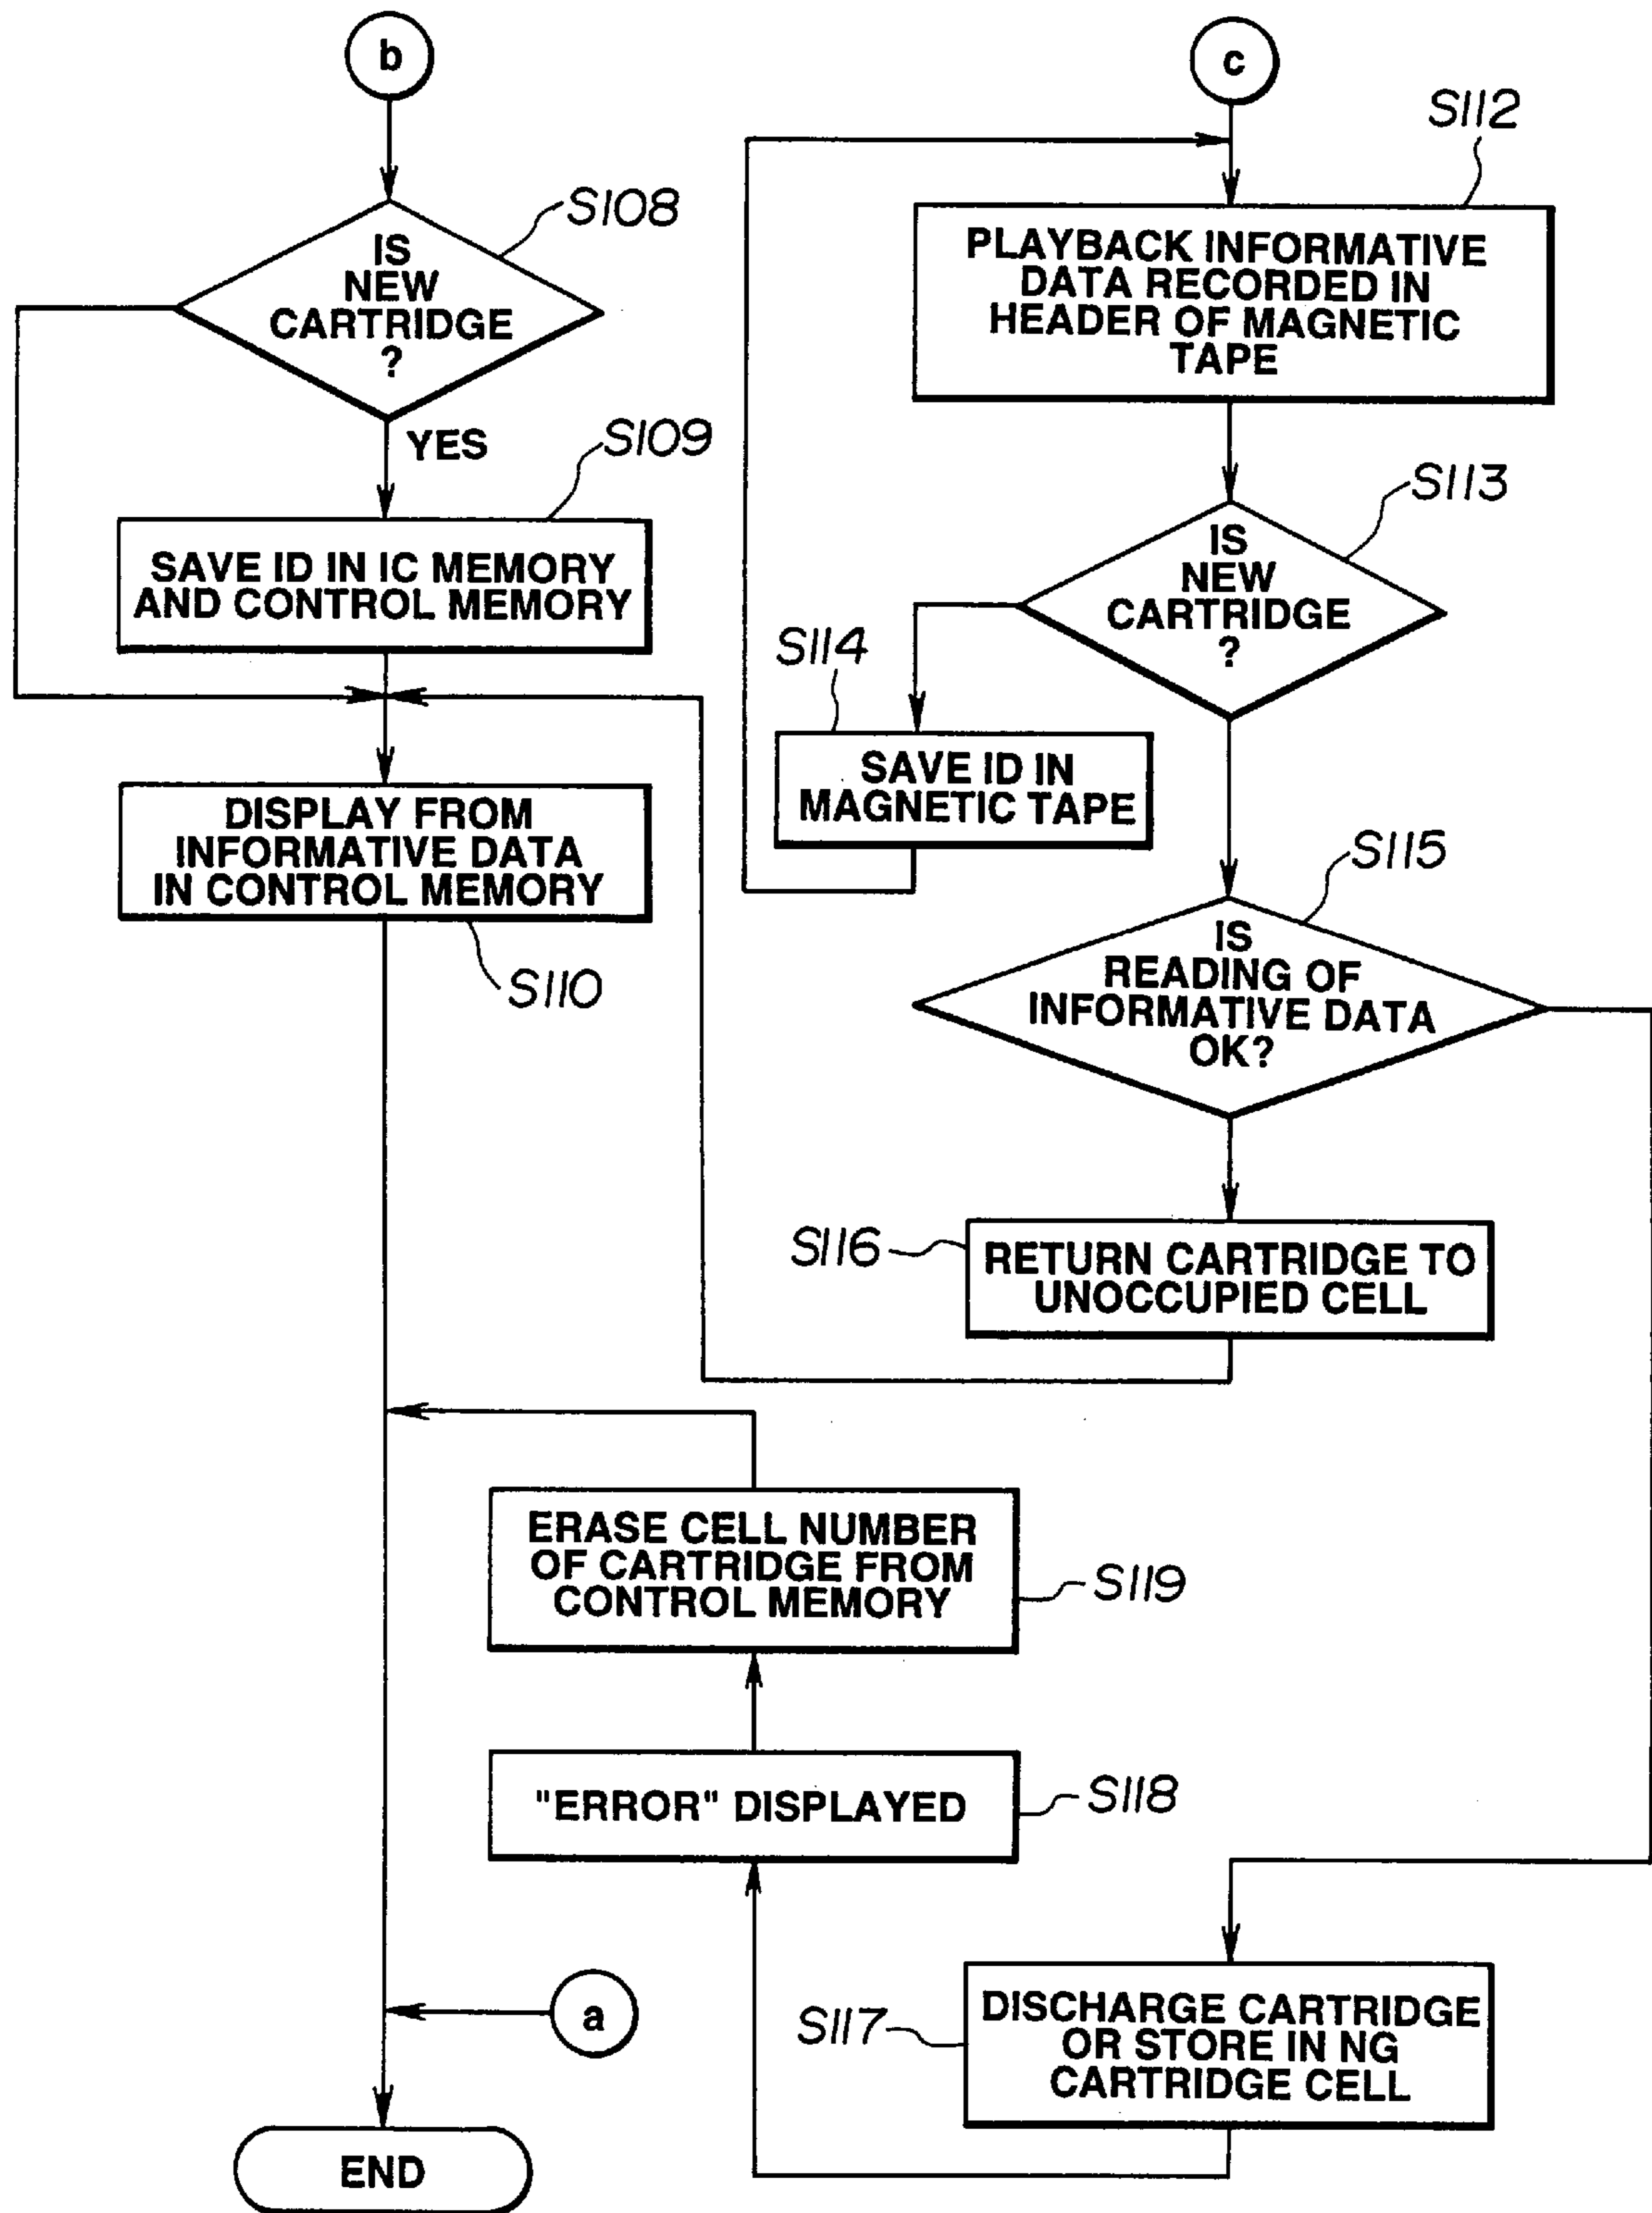 b
S108
IS
NEW
CARTRIDGE
?
YES
S109
SAVE ID IN IC MEMORY
AND CONTROL MEMORY
DISPLAY FROM
INFORMATIVE DATA
IN CONTROL MEMORY
S110
c
S112
PLAYBACK INFORMATIVE
DATA RECORDED IN
HEADER OF MAGNETIC
TAPE
S113
IS
NEW
CARTRIDGE
?
S114
SAVE ID IN
MAGNETIC TAPE
S115
IS
READING OF
INFORMATIVE DATA
OK?
S116
RETURN CARTRIDGE TO
UNOCCUPIED CELL
ERASE CELL NUMBER
OF CARTRIDGE FROM
CONTROL MEMORY
S119
"ERROR" DISPLAYED
S118
a
S117
DISCHARGE CARTRIDGE
OR STORE IN NG
CARTRIDGE CELL
END